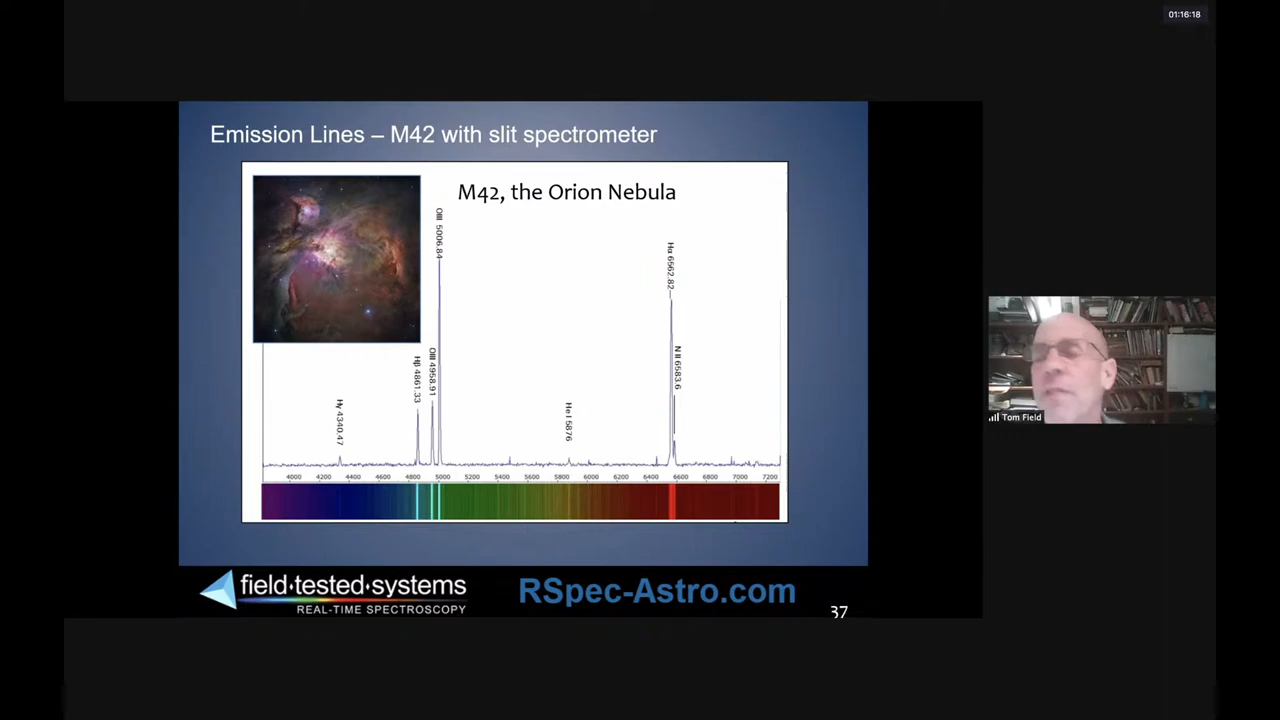 01:16:18
Emission Lines – M42 with slit spectrometer
M42, the Orion Nebula
Hγ 4340.47
Hβ 4861.33
OIII 4958.91
OIII 5006.84
He I 5876
Hα 6562.82
N II 6583.6
4000 4200 4400 4600 4800 5000 5200 5400 5600 5800 6000 6200 6400 6600 6800 7000 7200
Tom Field
field·tested·systems
REAL-TIME SPECTROSCOPY
RSpec-Astro.com
37